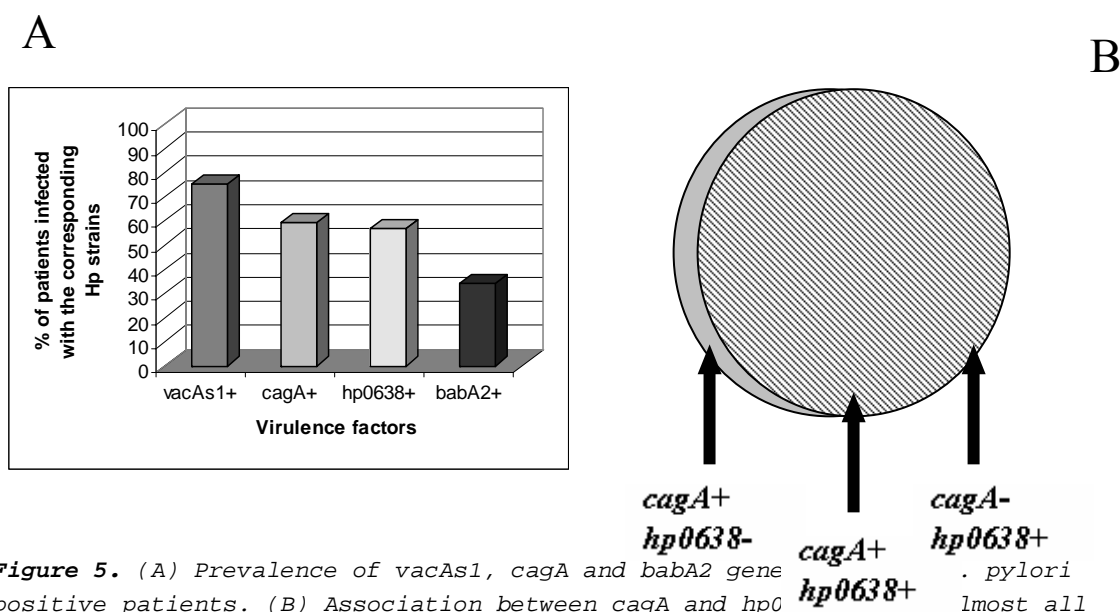 A
B
% of patients infected
with the corresponding
Hp strains
100
90
80
70
60
50
40
30
20
10
0
vacAs1+ cagA+ hp0638+ babA2+
Virulence factors
cagA+
hp0638-
cagA+
hp0638+
cagA-
hp0638+
Figure 5. (A) Prevalence of vacAs1, cagA and babA2 gene . pylori
positive patients. (B) Association between cagA and hp0 lmost all